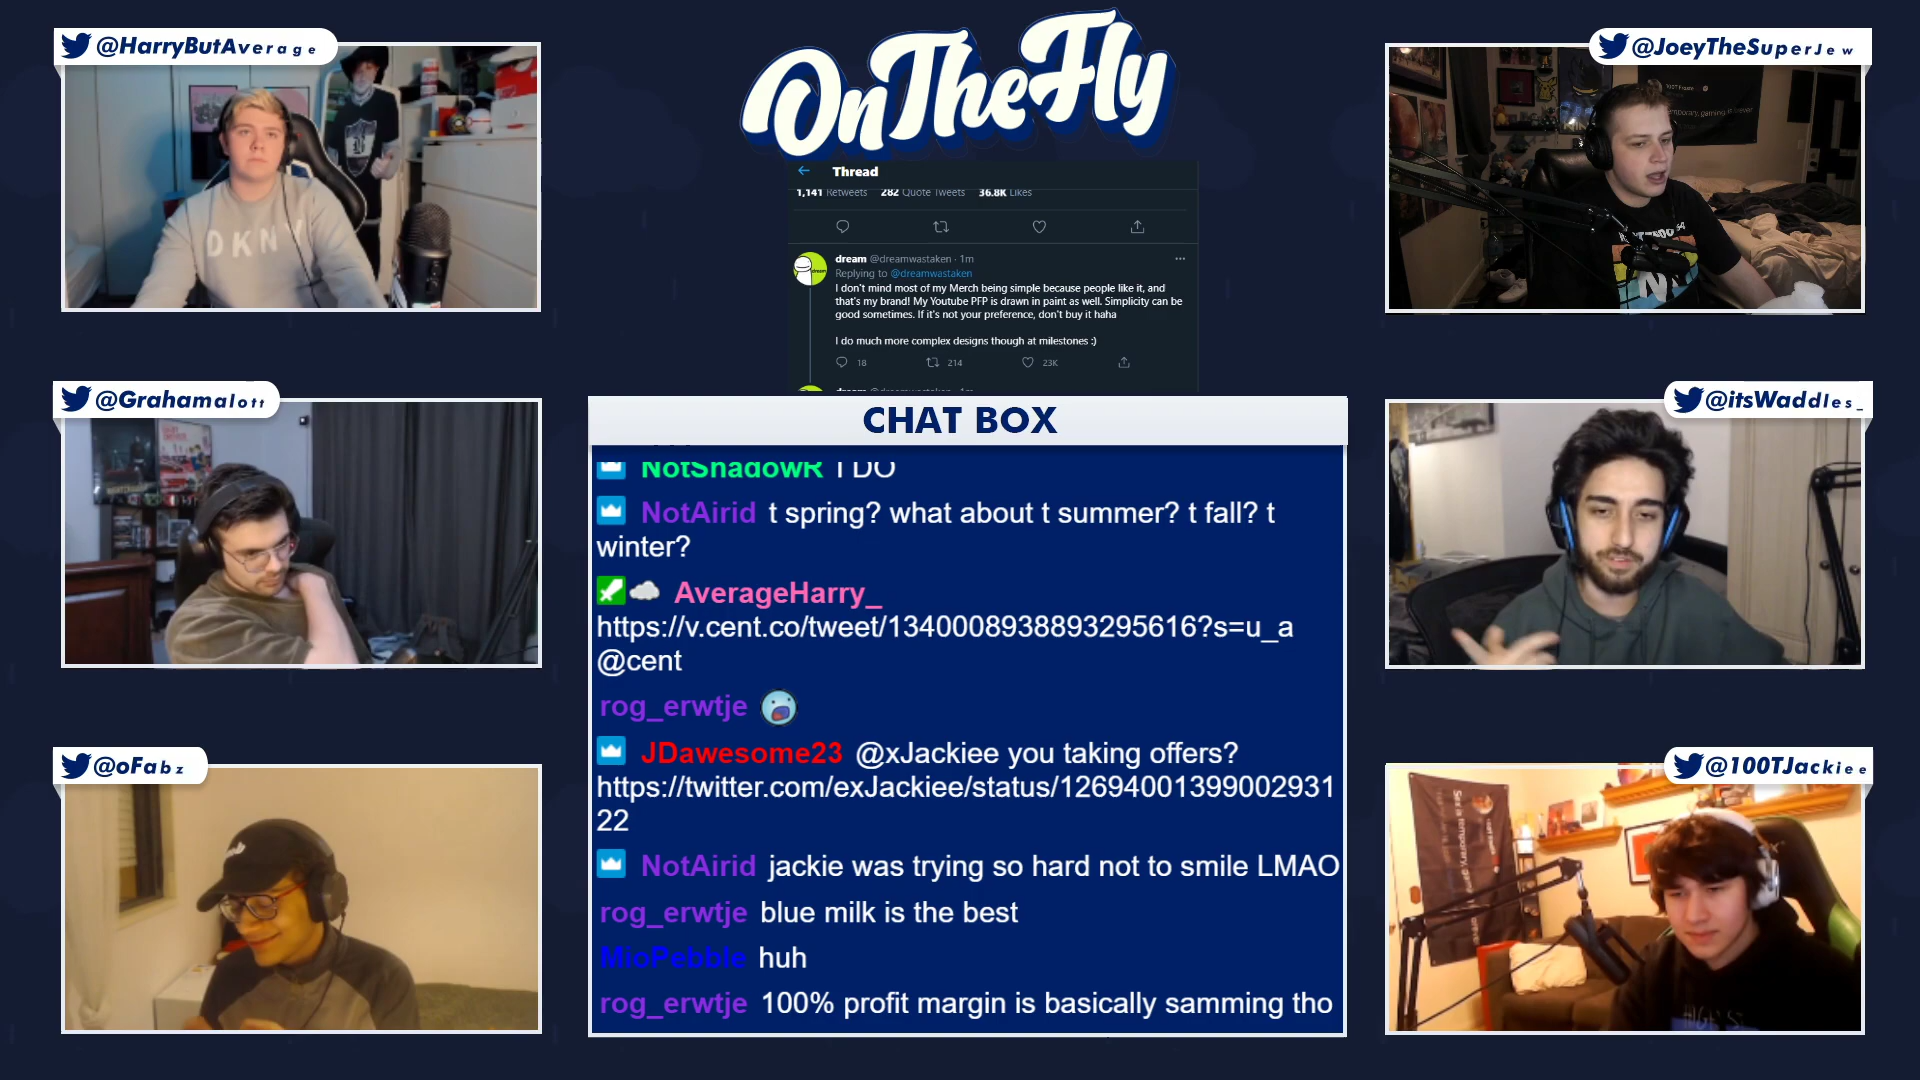 @HarryButAverage
DKNY
OnTheFly
@JoeyTheSuperJew
Thread
1,141 Retweets 282 Quote Tweets 36.8K Likes
dream @dreamwastaken · 1m
Replying to @dreamwastaken
I don't mind most of my Merch being simple because people like it, and
that's my brand! My Youtube PFP is drawn in paint as well. Simplicity can be
good sometimes. If it's not your preference, don't buy it haha
I do much more complex designs though at milestones :)
18 214 23K
@Grahamalott
@itsWaddles_
CHAT BOX
NotShadowR I DO
NotAirid t spring? what about t summer? t fall? t
winter?
AverageHarry_
https://v.cent.co/tweet/1340008938893295616?s=u_a
@cent
rog_erwtje
JDawesome23 @xJackiee you taking offers?
https://twitter.com/exJackiee/status/12694001399002931
22
NotAirid jackie was trying so hard not to smile LMAO
rog_erwtje blue milk is the best
MioPebble huh
rog_erwtje 100% profit margin is basically samming tho
@oFabz
@100TJackiee